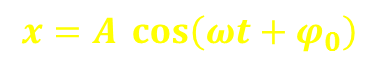 x = A cos(ωt + φ₀)